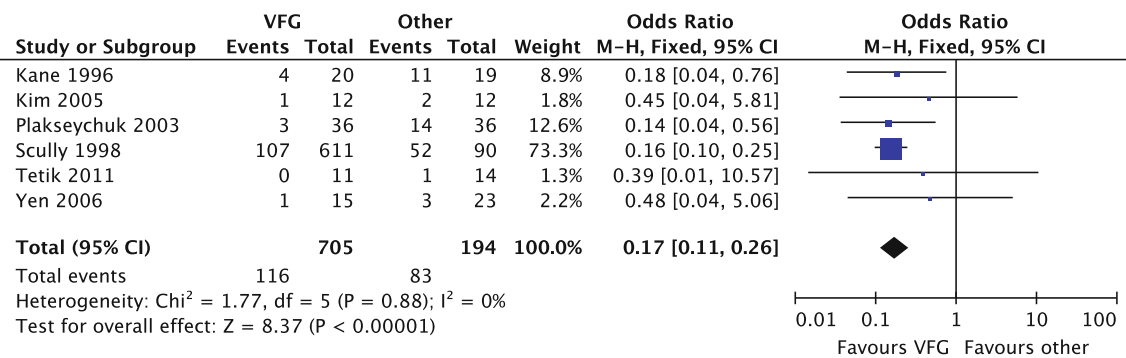 VFG Other Odds Ratio Odds Ratio
Study or Subgroup Events Total Events Total Weight M-H, Fixed, 95% CI M-H, Fixed, 95% CI
Kane 1996 4 20 11 19 8.9% 0.18 [0.04, 0.76]
Kim 2005 1 12 2 12 1.8% 0.45 [0.04, 5.81]
Plakseychuk 2003 3 36 14 36 12.6% 0.14 [0.04, 0.56]
Scully 1998 107 611 52 90 73.3% 0.16 [0.10, 0.25]
Tetik 2011 0 11 1 14 1.3% 0.39 [0.01, 10.57]
Yen 2006 1 15 3 23 2.2% 0.48 [0.04, 5.06]
Total (95% CI) 705 194 100.0% 0.17 [0.11, 0.26]
Total events 116 83
Heterogeneity: Chi² = 1.77, df = 5 (P = 0.88); I² = 0%
Test for overall effect: Z = 8.37 (P < 0.00001)
0.01 0.1 1 10 100
Favours VFG Favours other